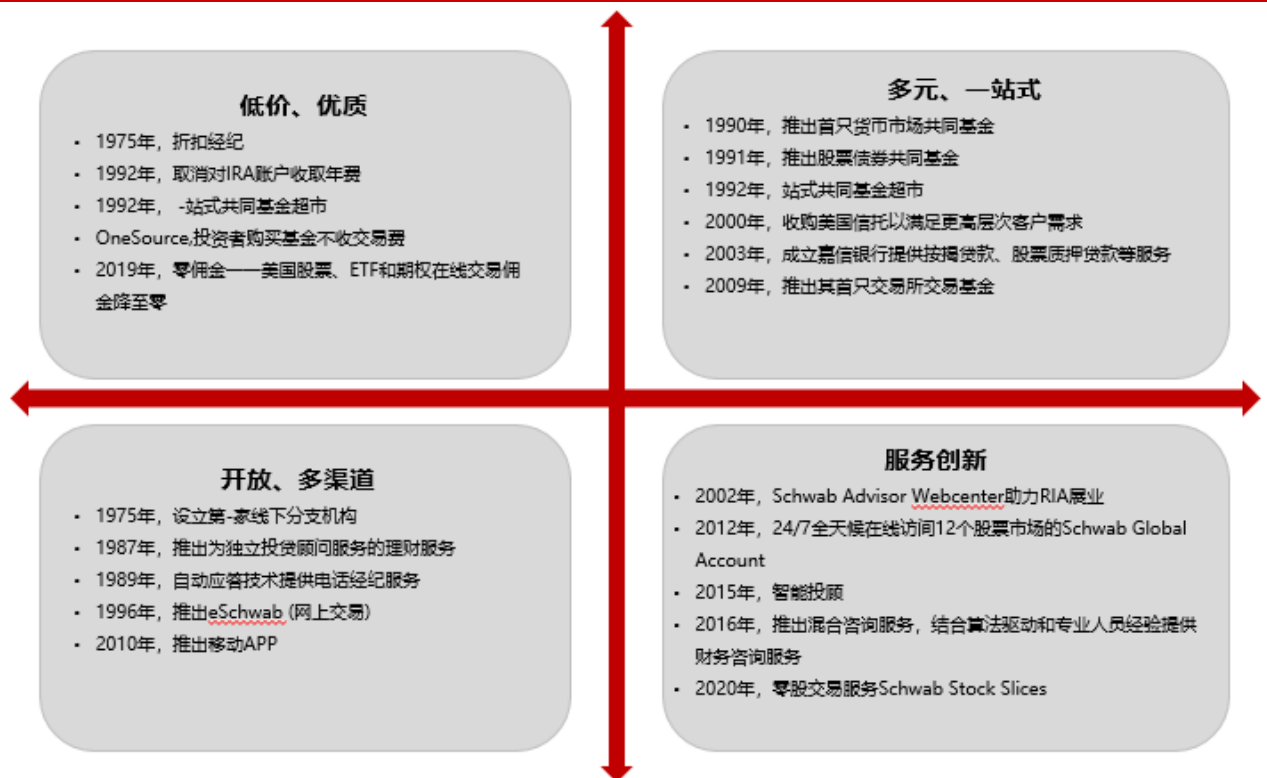 低价、优质
• 1975年，折扣经纪
• 1992年，取消对IRA账户收取年费
• 1992年， -站式共同基金超市
• OneSource,投资者购买基金不收交易费
• 2019年，零佣金——美国股票、ETF和期权在线交易佣
金降至零
多元、一站式
• 1990年，推出首只货币市场共同基金
• 1991年，推出股票债券共同基金
• 1992年，站式共同基金超市
• 2000年，收购美国信托以满足更高层次客户需求
• 2003年，成立嘉信银行提供按揭贷款、股票质押贷款等服务
• 2009年，推出其首只交易所交易基金
开放、多渠道
• 1975年，设立第-家线下分支机构
• 1987年，推出为独立投资顾问服务的理财服务
• 1989年，自动应答技术提供电话经纪服务
• 1996年，推出eSchwab (网上交易)
• 2010年，推出移动APP
服务创新
• 2002年，Schwab Advisor Webcenter助力RIA展业
• 2012年，24/7全天候在线访问12个股票市场的Schwab Global
Account
• 2015年，智能投顾
• 2016年，推出混合咨询服务，结合算法驱动和专业人员经验提供
财务咨询服务
• 2020年，零股交易服务Schwab Stock Slices